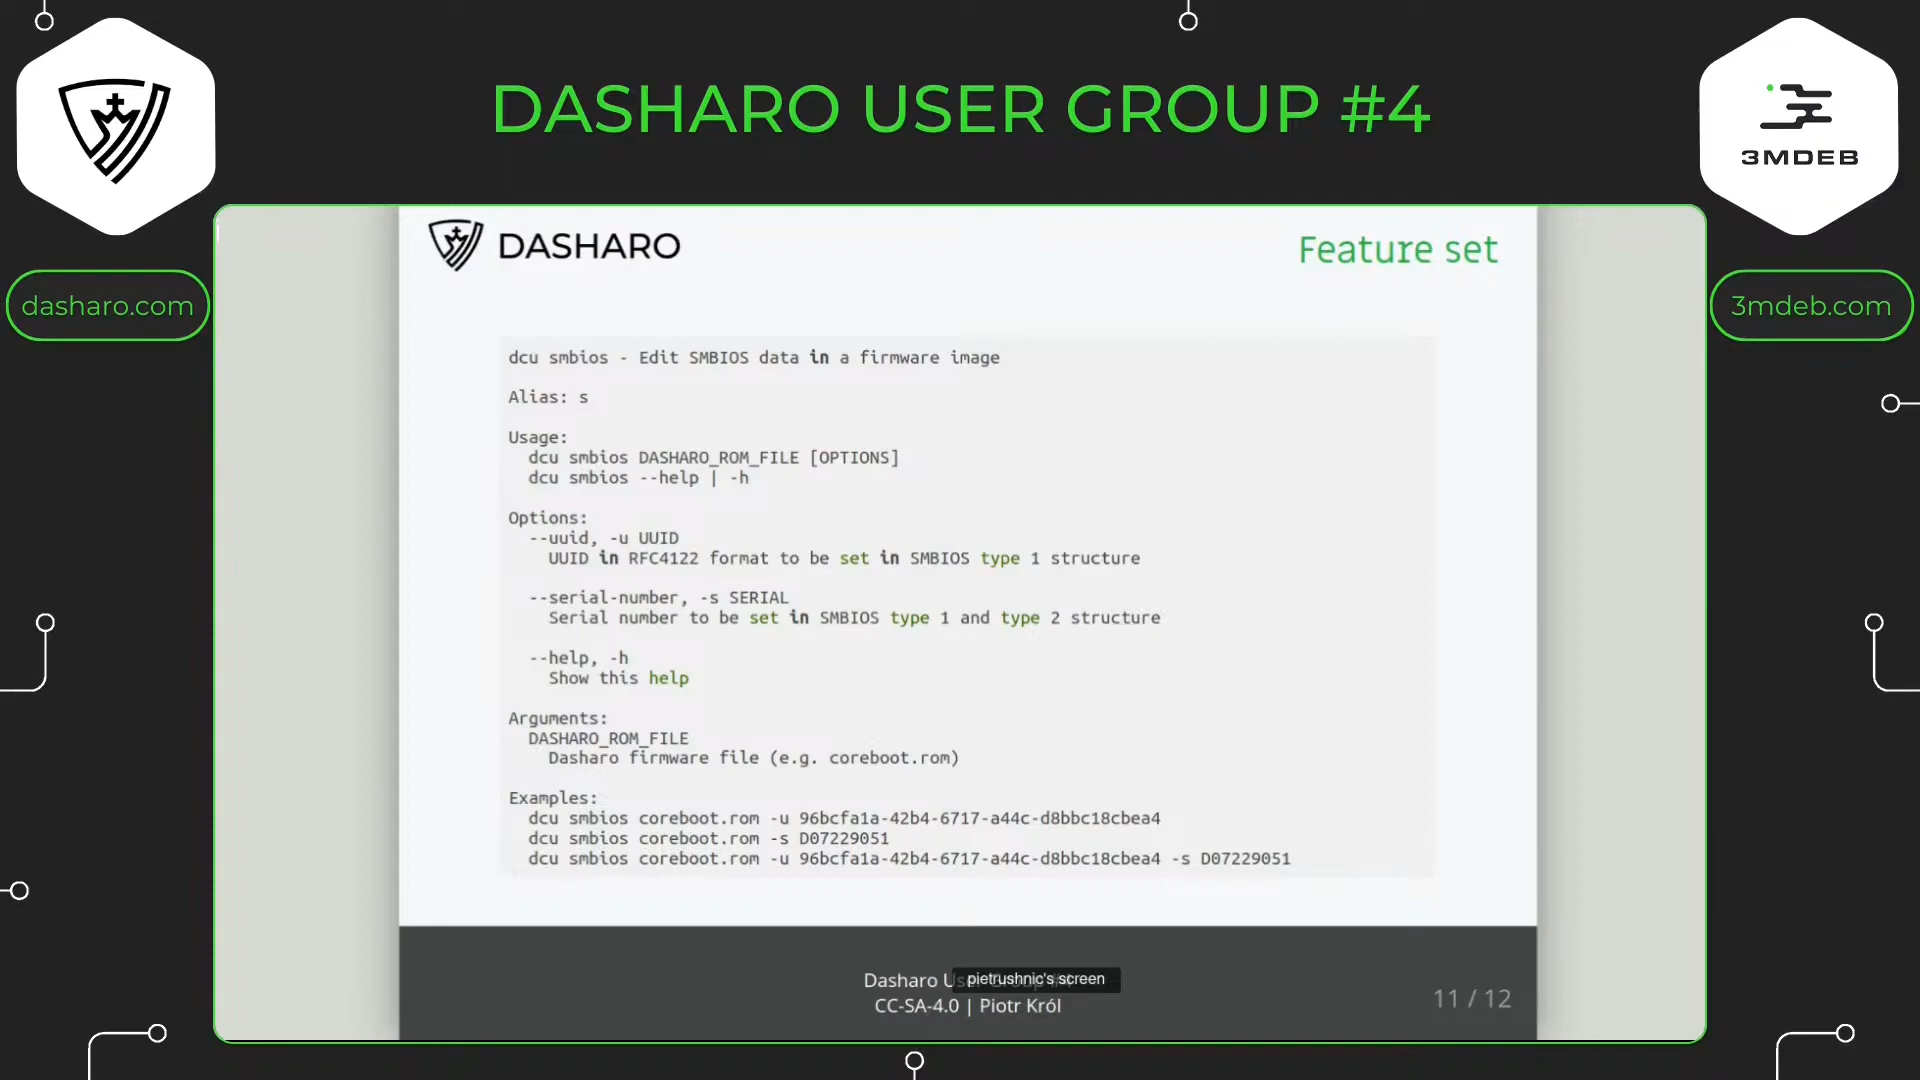 DASHARO USER GROUP #4
3MDEB
dasharo.com
3mdeb.com
DASHARO
Feature set
dcu smbios - Edit SMBIOS data in a firmware image
Alias: s
Usage:
dcu smbios DASHARO_ROM_FILE [OPTIONS]
dcu smbios --help | -h
Options:
--uuid, -u UUID
UUID in RFC4122 format to be set in SMBIOS type 1 structure
--serial-number, -s SERIAL
Serial number to be set in SMBIOS type 1 and type 2 structure
--help, -h
Show this help
Arguments:
DASHARO_ROM_FILE
Dasharo firmware file (e.g. coreboot.rom)
Examples:
dcu smbios coreboot.rom -u 96bcfa1a-42b4-6717-a44c-d8bbc18cbea4
dcu smbios coreboot.rom -s D07229051
dcu smbios coreboot.rom -u 96bcfa1a-42b4-6717-a44c-d8bbc18cbea4 -s D07229051
Dasharo
pietrushnic's screen
CC-SA-4.0 | Piotr Król
11 / 12